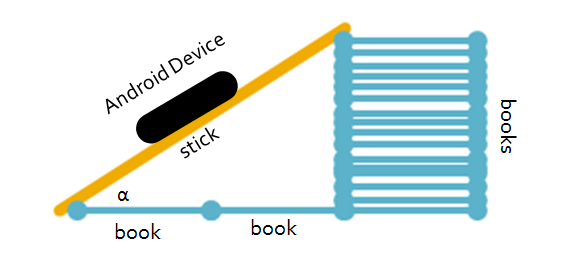 Android Device
stick
books
α
book
book